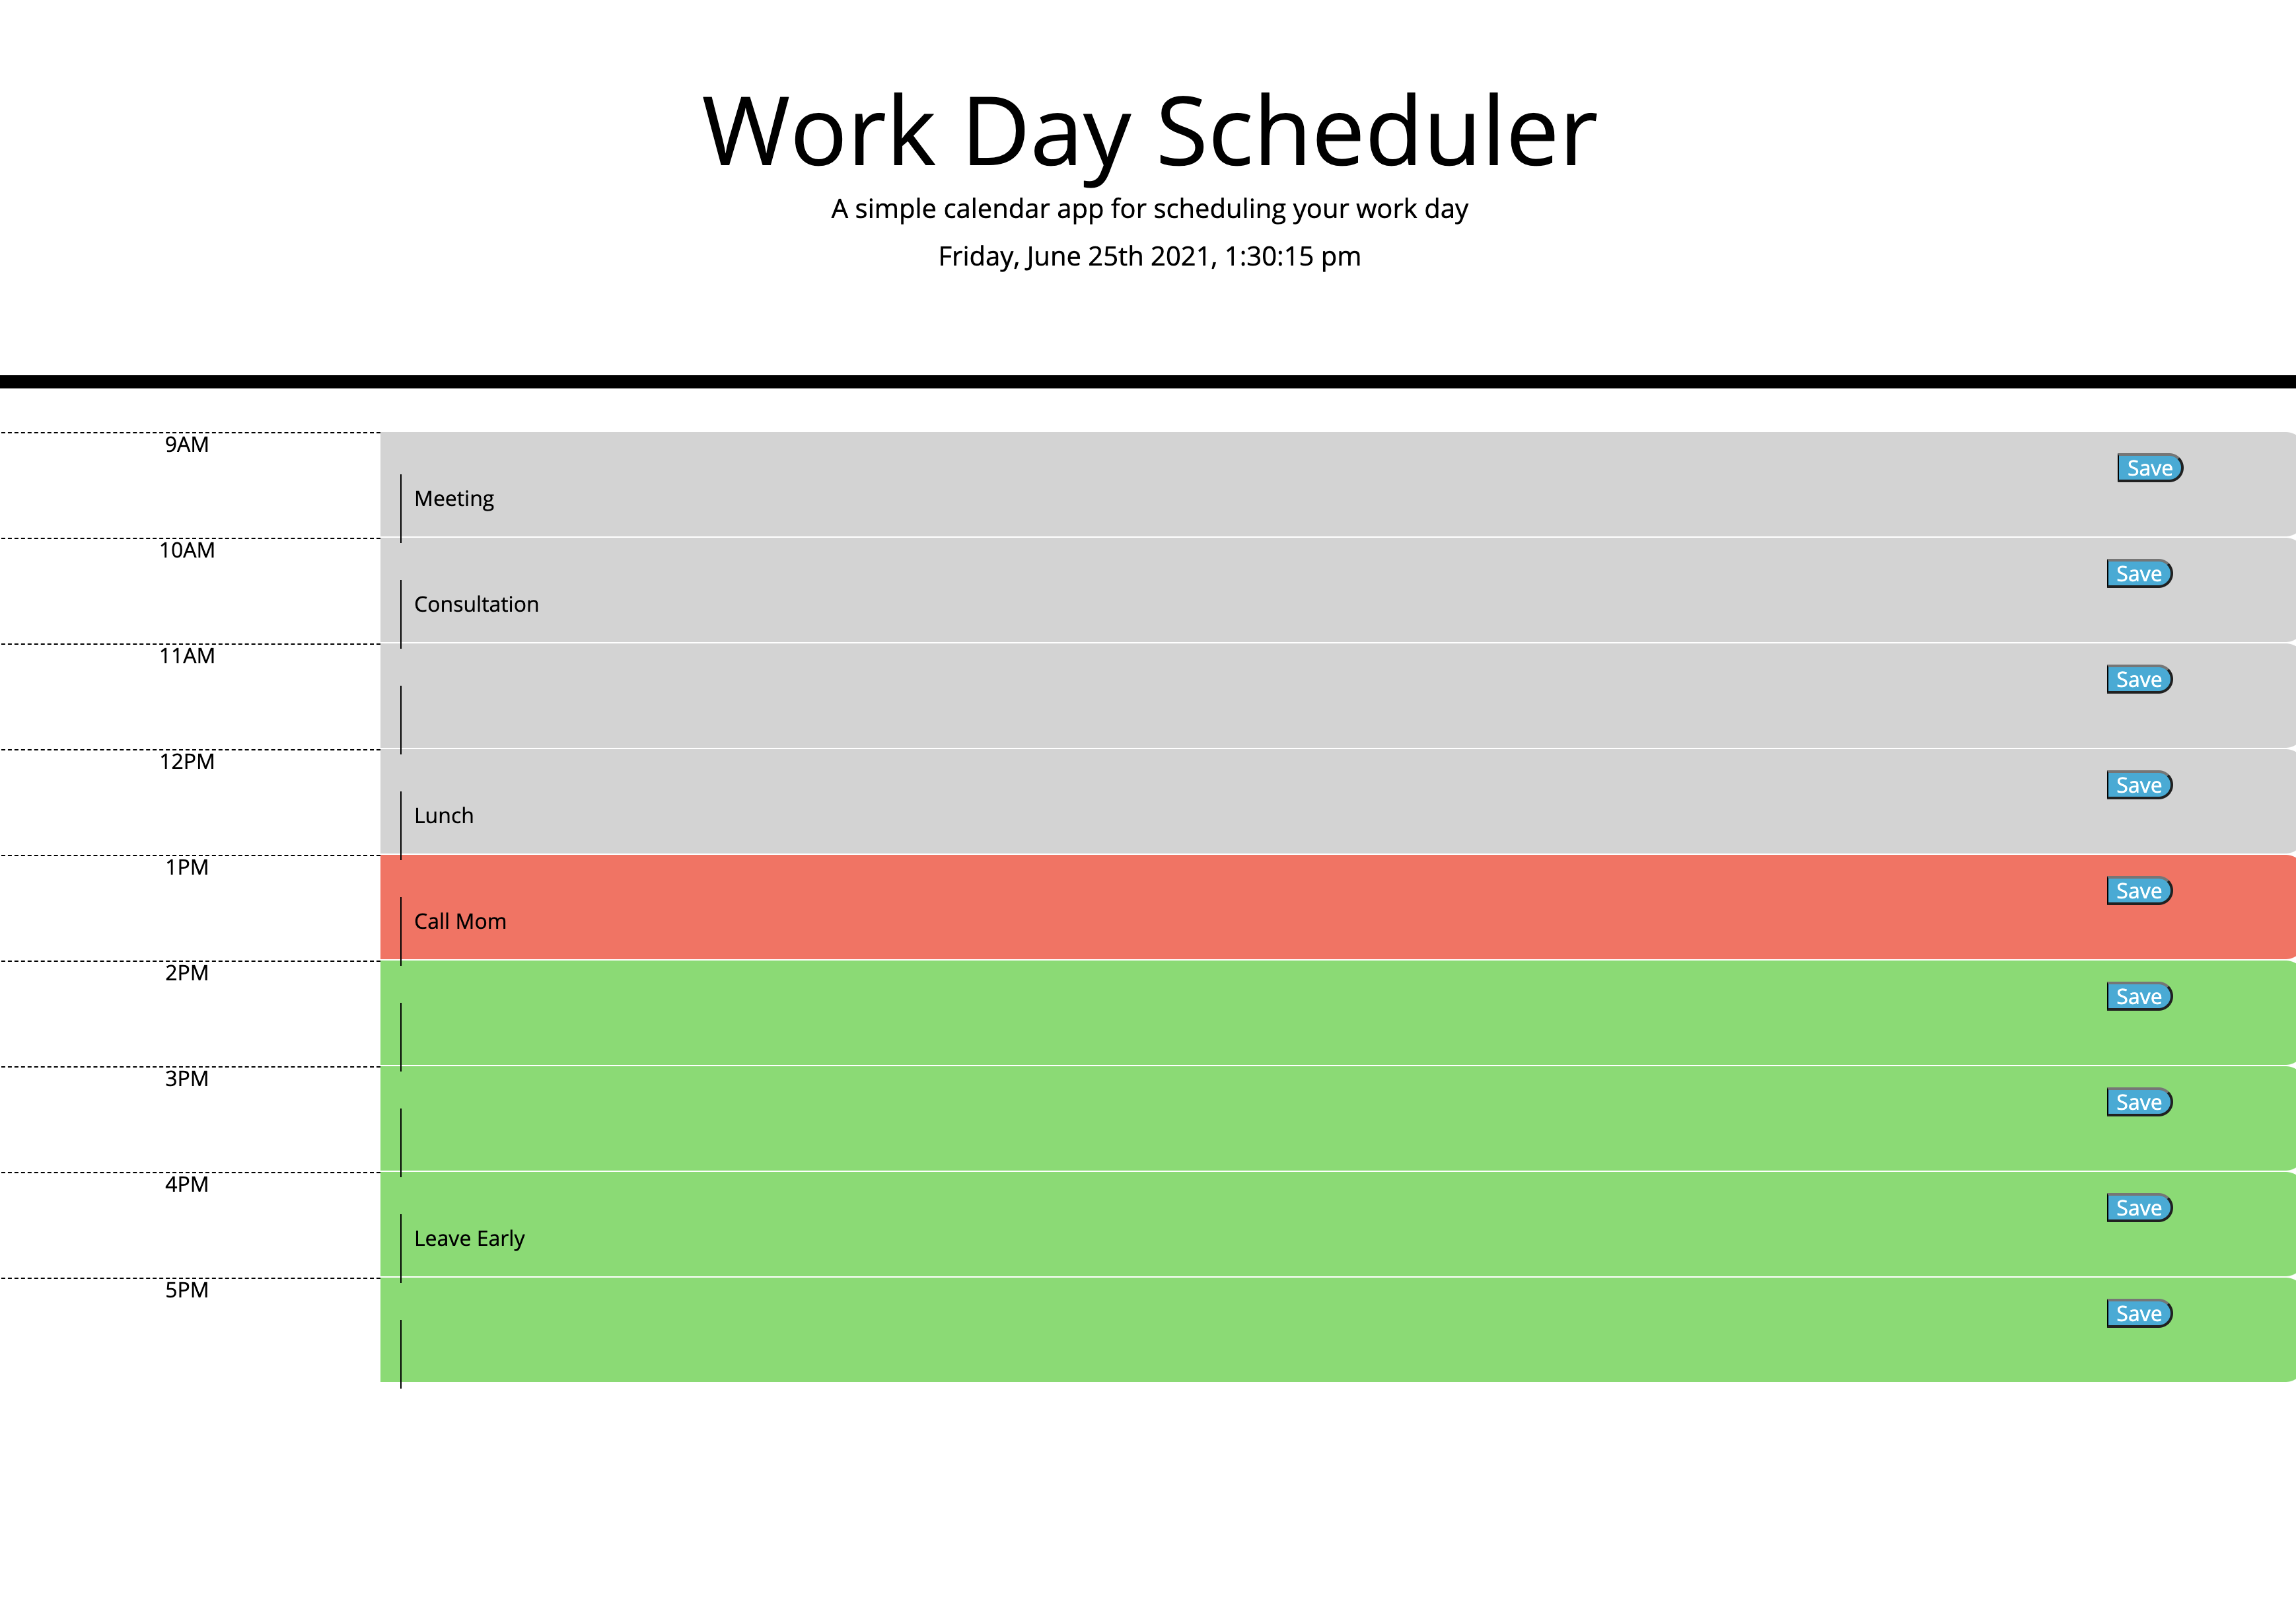 Work Day Scheduler
A simple calendar app for scheduling your work day
Friday, June 25th 2021, 1:30:15 pm
9AM
Save
Meeting
10AM
Save
Consultation
11AM
Save
12PM
Save
Lunch
1PM
Save
Call Mom
2PM
Save
3PM
Save
4PM
Save
Leave Early
5PM
Save